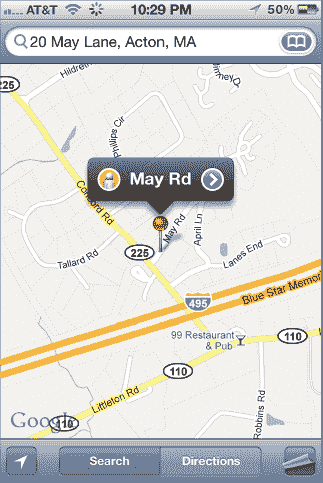 AT&T 10:29 PM 50%
20 May Lane, Acton, MA
225
Phillips Cir
Concord Rd
May Rd
May Rd
April Ln
225
Tallard Rd
Lanes End
495
Blue Star Memor
99 Restaurant
& Pub
110
110
110
Littleton Rd
Robbins Rd
Google
110
Search Directions